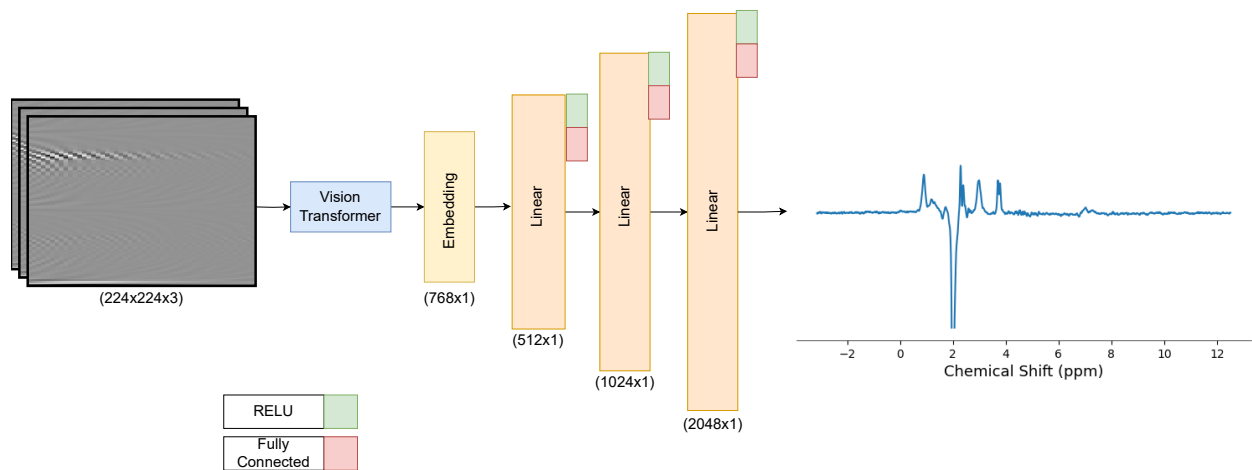 (224x224x3)
Vision
Transformer
Embedding
(768x1)
Linear
(512x1)
Linear
(1024x1)
Linear
(2048x1)
−2 0 2 4 6 8 10 12
Chemical Shift (ppm)
RELU
Fully
Connected